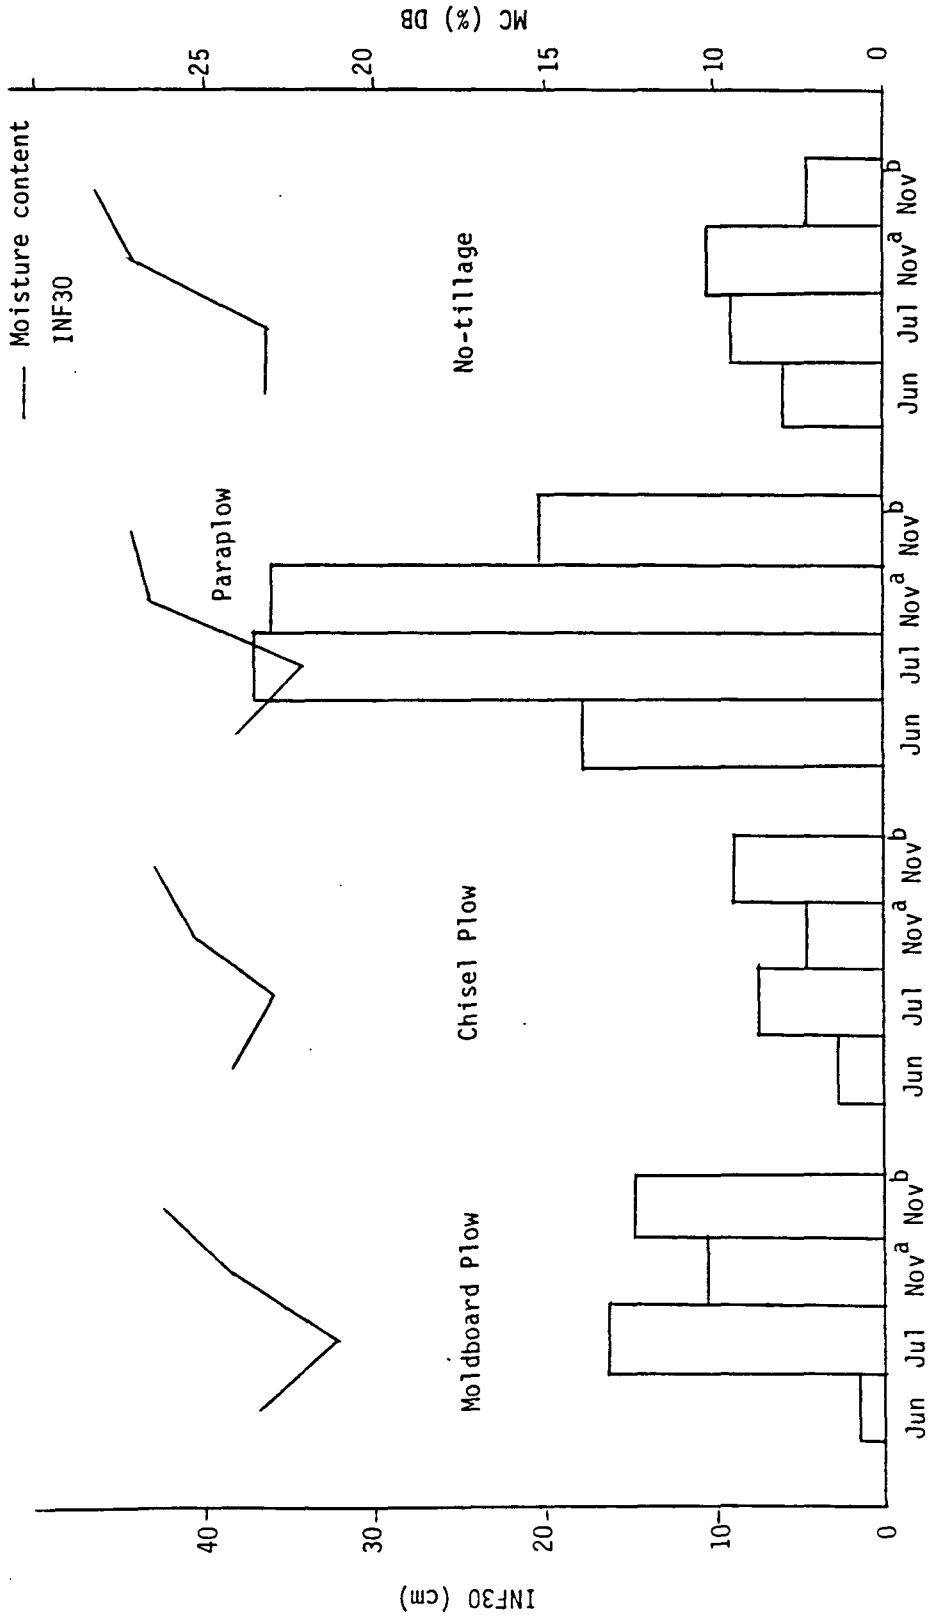 — Moisture content
INF30
INF30 (cm)
40
30
20
10
0
MC (%) DB
25
20
15
10
0
Moldboard Plow
Chisel Plow
Paraplow
No-tillage
Jun Jul Nov^a Nov^b
Jun Jul Nov^a Nov^b
Jun Jul Nov^a Nov^b
Jun Jul Nov^a Nov^b